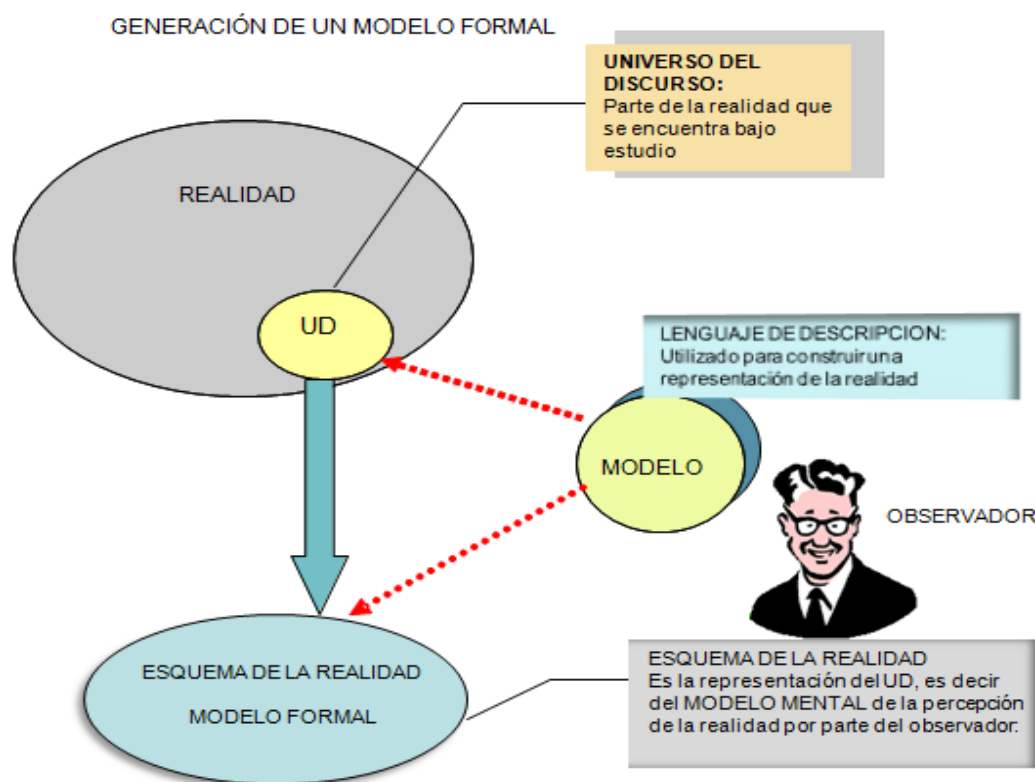 GENERACIÓN DE UN MODELO FORMAL
UNIVERSO DEL
DISCURSO:
Parte de la realidad que
se encuentra bajo
estudio
REALIDAD
UD
LENGUAJE DE DESCRIPCION:
Utilizado para construir una
representación de la realidad
MODELO
OBSERVADOR
ESQUEMA DE LA REALIDAD
MODELO FORMAL
ESQUEMA DE LA REALIDAD
Es la representación del UD, es decir
del MODELO MENTAL de la percepción
de la realidad por parte del observador.